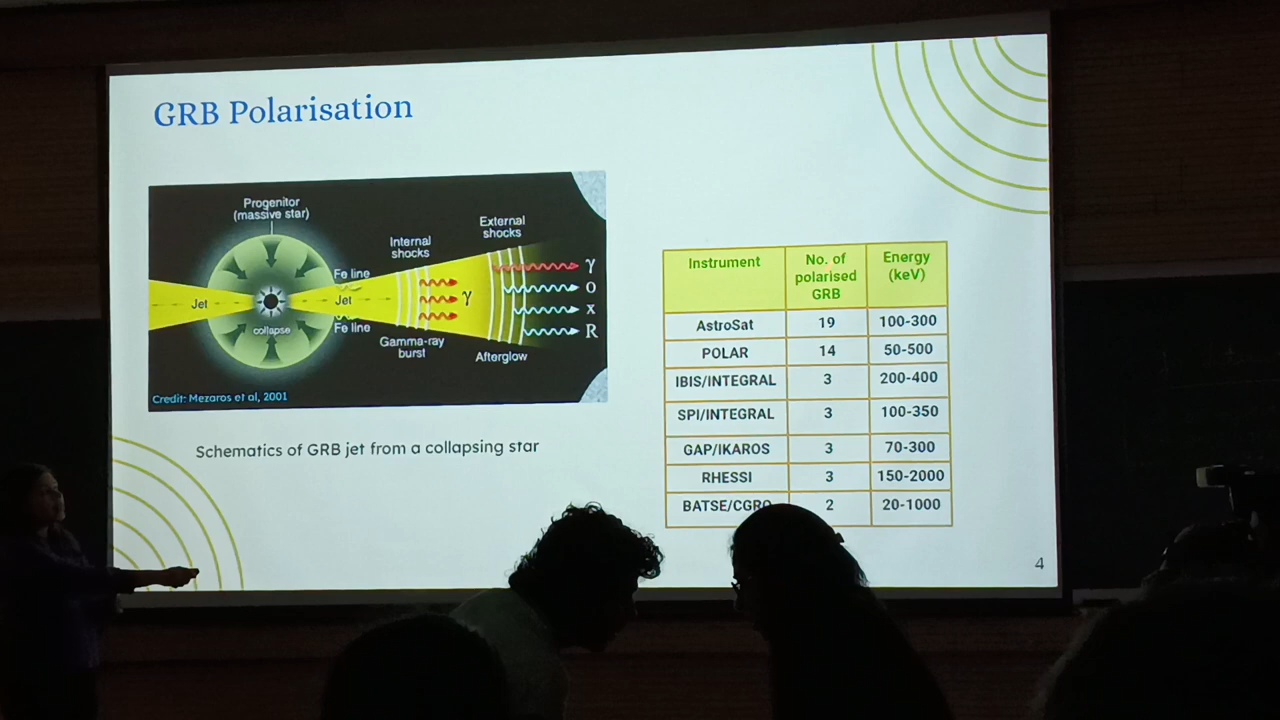 GRB Polarisation
Progenitor
(massive star)
External
shocks
Internal
shocks
Fe line
Jet
Jet
collapse
Fe line
γ
γ
O
X
R
Gamma-ray
burst
Afterglow
Credit: Mezaros et al, 2001
Schematics of GRB jet from a collapsing star
Instrument No. of polarised GRB Energy (keV)
AstroSat 19 100-300
POLAR 14 50-500
IBIS/INTEGRAL 3 200-400
SPI/INTEGRAL 3 100-350
GAP/IKAROS 3 70-300
RHESSI 3 150-2000
BATSE/CGRO 2 20-1000
4